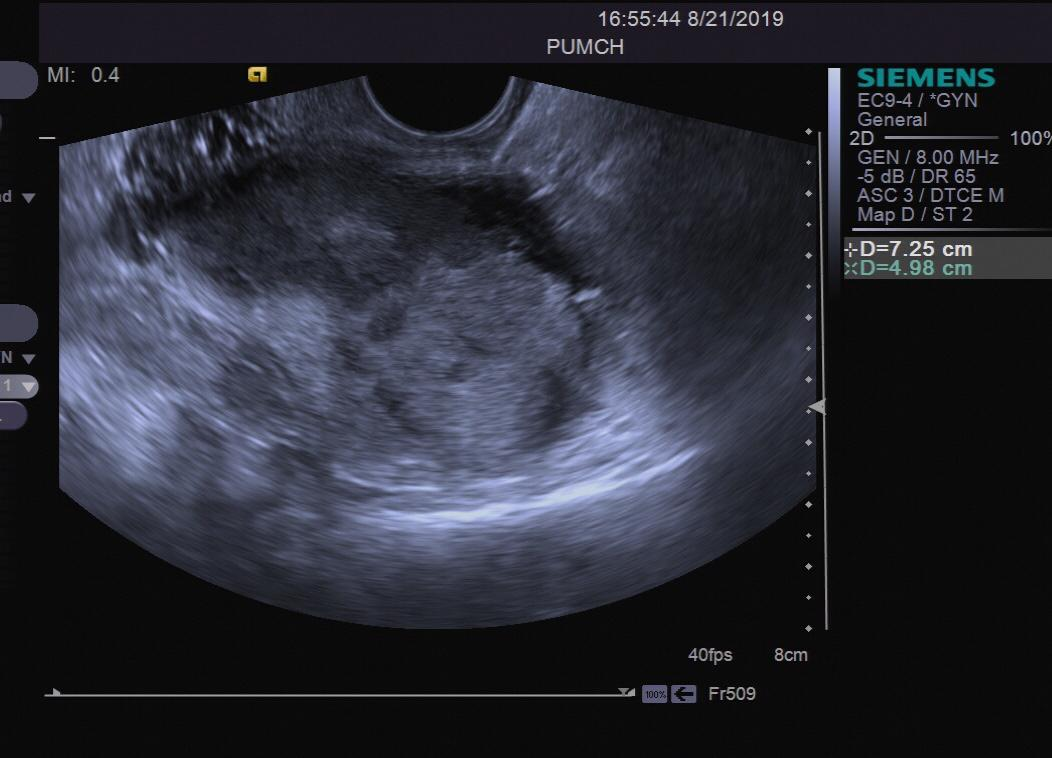 16:55:44 8/21/2019
PUMCH
MI: 0.4
SIEMENS
EC9-4 / *GYN
General
2D 100%
GEN / 8.00 MHz
-5 dB / DR 65
ASC 3 / DTCE M
Map D / ST 2
D=7.25 cm
D=4.98 cm
nd
N
1
40fps 8cm
100% Fr509